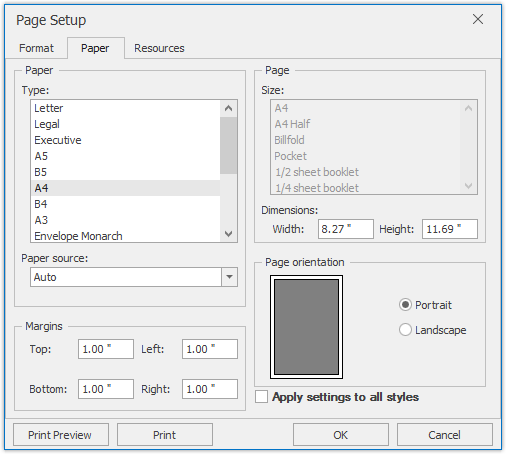 Page Setup
Format Paper Resources
Paper
Type:
Letter
Legal
Executive
A5
B5
A4
B4
A3
Envelope Monarch
Paper source:
Auto
Margins
Top: 1.00 " Left: 1.00 "
Bottom: 1.00 " Right: 1.00 "
Page
Size:
A4
A4 Half
Billfold
Pocket
1/2 sheet booklet
1/4 sheet booklet
Dimensions:
Width: 8.27 " Height: 11.69 "
Page orientation
Portrait
Landscape
Apply settings to all styles
Print Preview Print OK Cancel